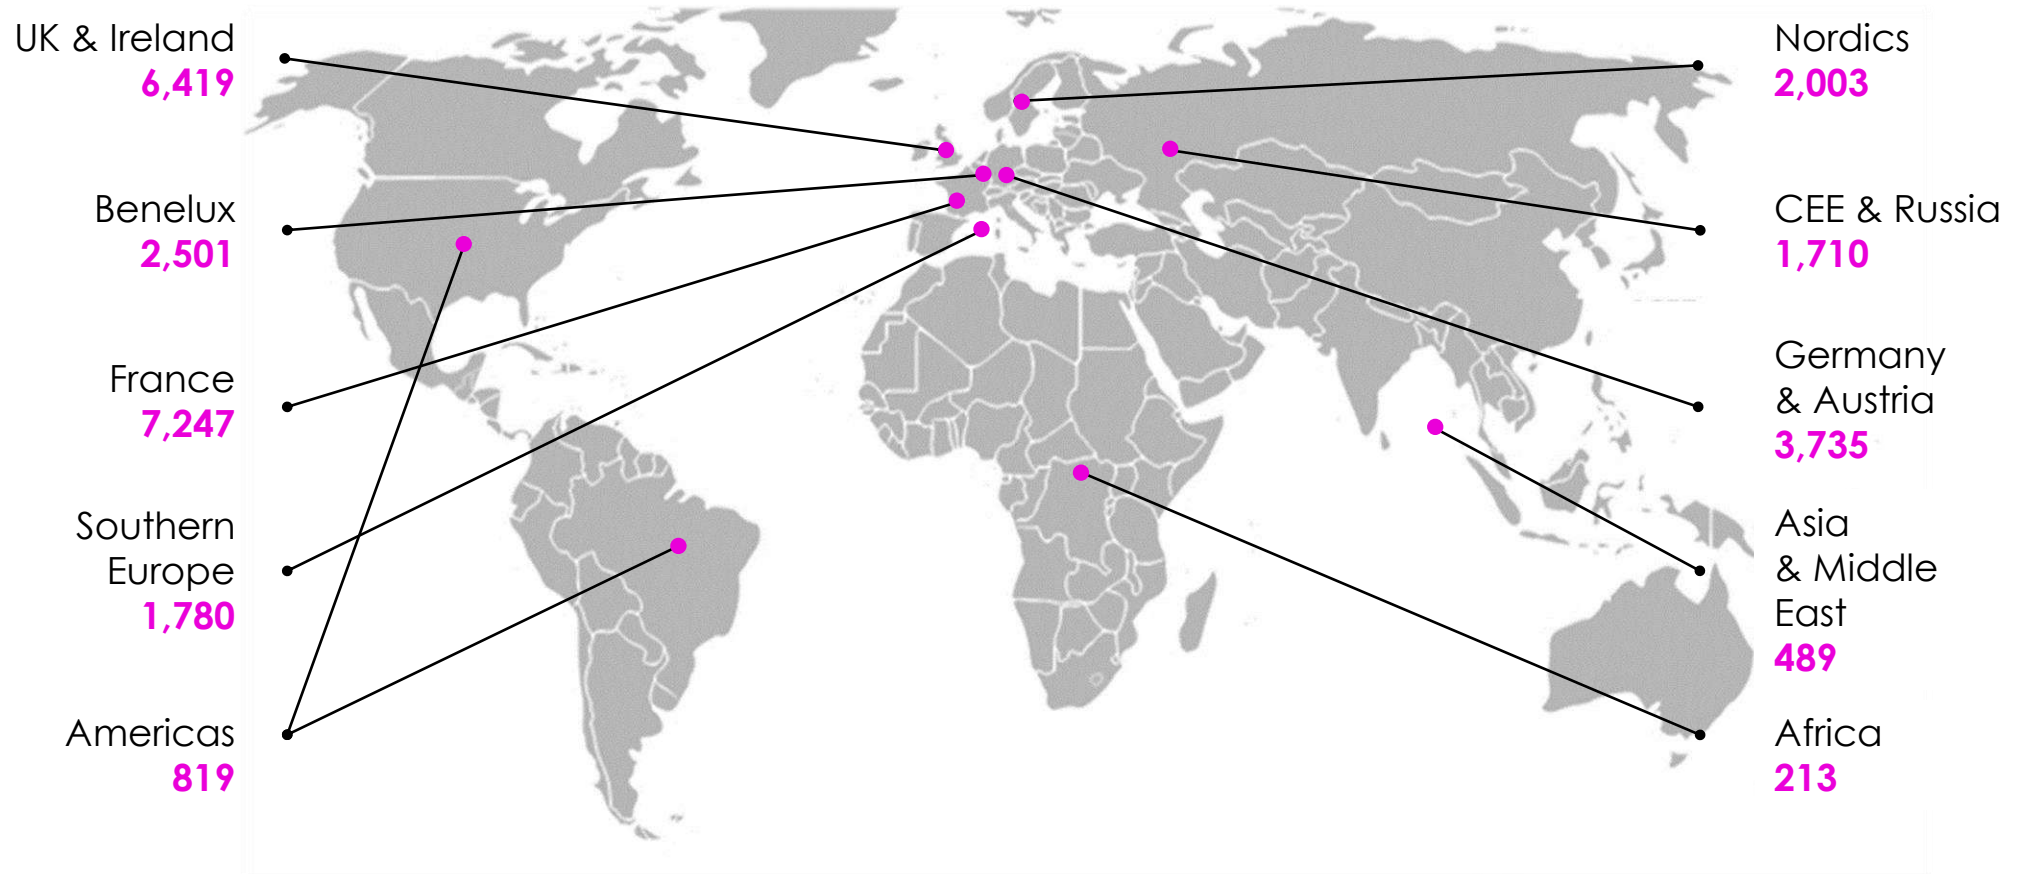 UK & Ireland
6,419
Benelux
2,501
France
7,247
Southern
Europe
1,780
Americas
819
Nordics
2,003
CEE & Russia
1,710
Germany
& Austria
3,735
Asia
& Middle
East
489
Africa
213